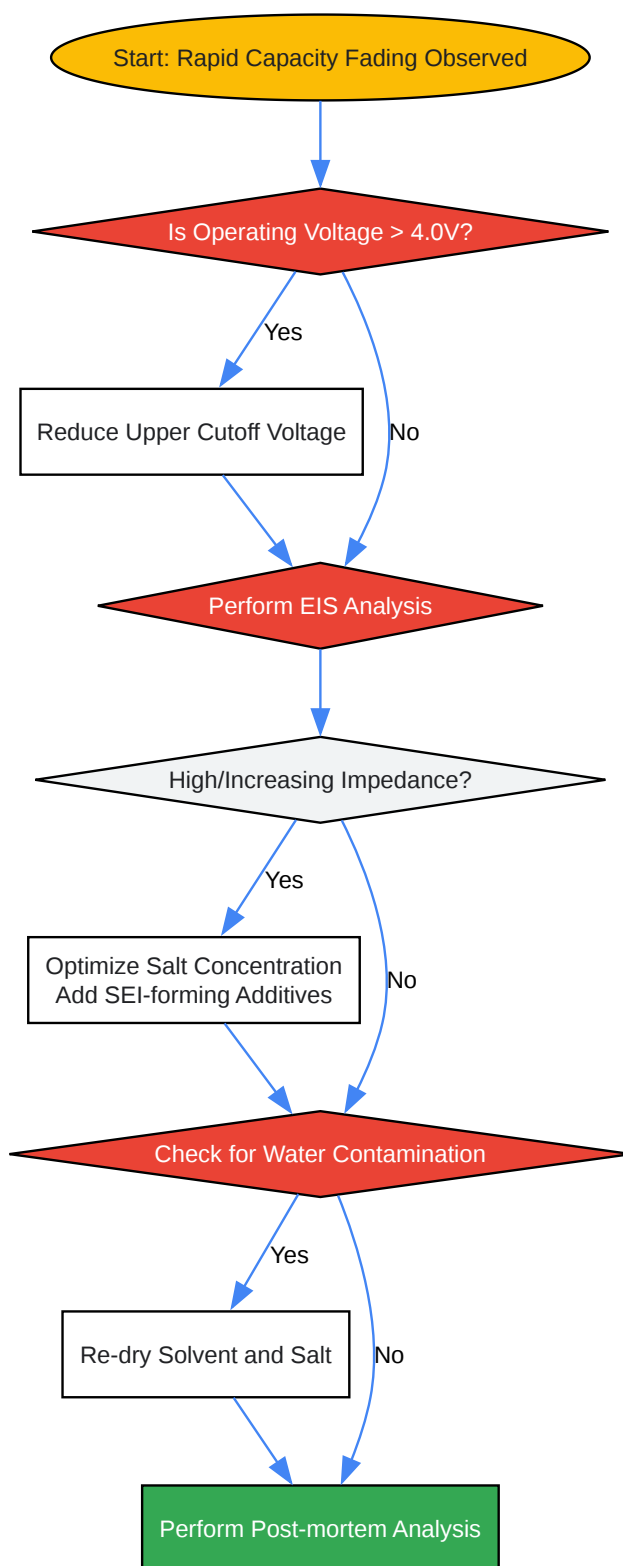 Start: Rapid Capacity Fading Observed
Is Operating Voltage > 4.0V?
Yes
Reduce Upper Cutoff Voltage
No
Perform EIS Analysis
High/Increasing Impedance?
Yes
Optimize Salt Concentration
Add SEI-forming Additives
No
Check for Water Contamination
Yes
Re-dry Solvent and Salt
No
Perform Post-mortem Analysis